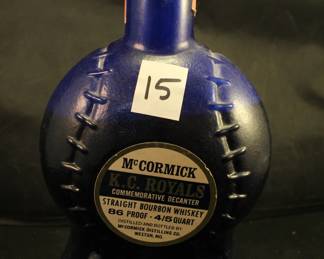 15
McCORMICK
K.C. ROYALS
COMMEMORATIVE DECANTER
STRAIGHT BOURBON WHISKEY
86 PROOF - 4/5 QUART
DISTILLED AND BOTTLED BY
McCORMICK DISTILLING CO.
WESTON, MO.